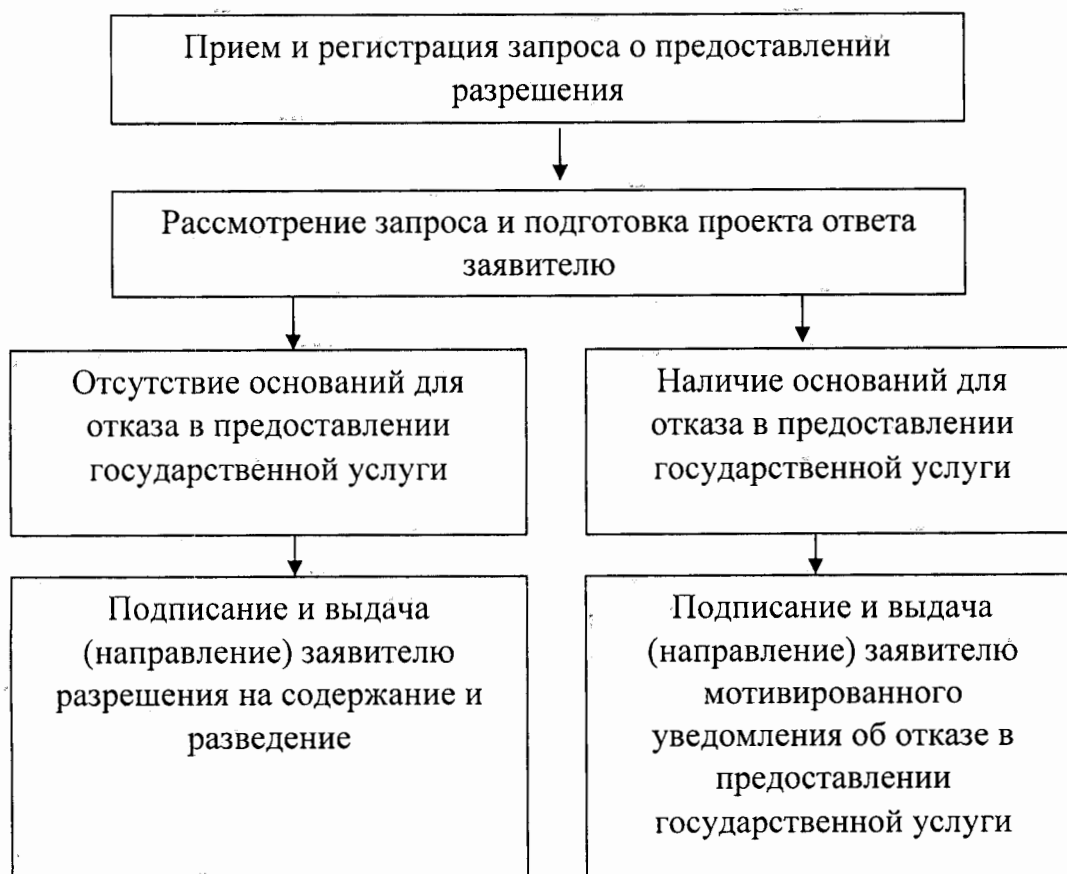 Прием и регистрация запроса о предоставлении
разрешения
Рассмотрение запроса и подготовка проекта ответа
заявителю
Отсутствие оснований для
отказа в предоставлении
государственной услуги
Наличие оснований для
отказа в предоставлении
государственной услуги
Подписание и выдача
(направление) заявителю
разрешения на содержание и
разведение
Подписание и выдача
(направление) заявителю
мотивированного
уведомления об отказе в
предоставлении
государственной услуги